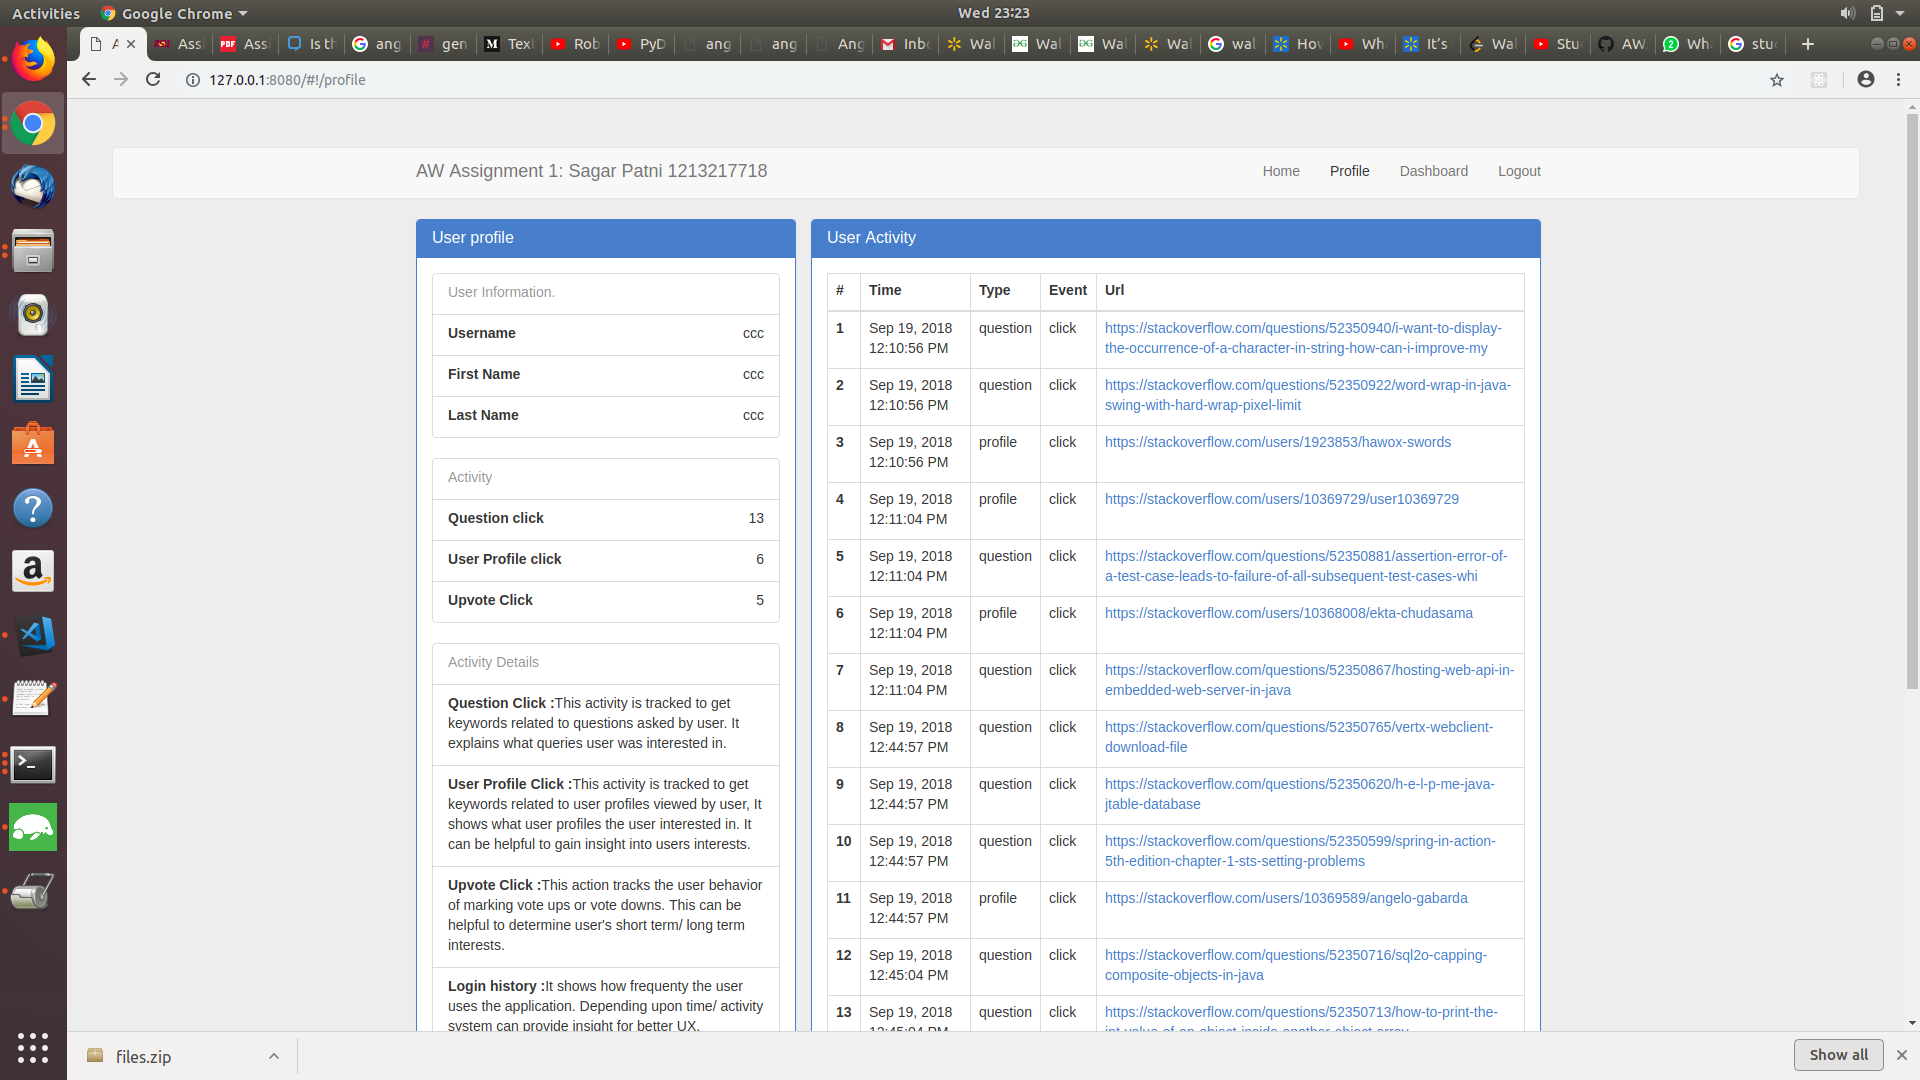 Activities
Google Chrome
Wed 23:23
A
Ass
PDF
Ass
Is th
ang
gen
M
Text
Rob
PyD
ang
ang
Ang
Inb
Wal
Wal
Wal
Wal
wal
How
Wh
It's
Wal
Stu
AW
Wh
stu
127.0.0.1:8080/#!/profile
AW Assignment 1: Sagar Patni 1213217718
Home
Profile
Dashboard
Logout
User profile
User Information.
Username ccc
First Name ccc
Last Name ccc
Activity
Question click 13
User Profile click 6
Upvote Click 5
Activity Details
Question Click :This activity is tracked to get
keywords related to questions asked by user. It
explains what queries user was interested in.
User Profile Click :This activity is tracked to get
keywords related to user profiles viewed by user, It
shows what user profiles the user interested in. It
can be helpful to gain insight into users interests.
Upvote Click :This action tracks the user behavior
of marking vote ups or vote downs. This can be
helpful to determine user's short term/ long term
interests.
Login history :It shows how frequenty the user
uses the application. Depending upon time/ activity
system can provide insight for better UX.
User Activity
# Time Type Event Url
1 Sep 19, 2018 question click https://stackoverflow.com/questions/52350940/i-want-to-display-
12:10:56 PM the-occurrence-of-a-character-in-string-how-can-i-improve-my
2 Sep 19, 2018 question click https://stackoverflow.com/questions/52350922/word-wrap-in-java-
12:10:56 PM swing-with-hard-wrap-pixel-limit
3 Sep 19, 2018 profile click https://stackoverflow.com/users/1923853/hawox-swords
12:10:56 PM
4 Sep 19, 2018 profile click https://stackoverflow.com/users/10369729/user10369729
12:11:04 PM
5 Sep 19, 2018 question click https://stackoverflow.com/questions/52350881/assertion-error-of-
12:11:04 PM a-test-case-leads-to-failure-of-all-subsequent-test-cases-whi
6 Sep 19, 2018 profile click https://stackoverflow.com/users/10368008/ekta-chudasama
12:11:04 PM
7 Sep 19, 2018 question click https://stackoverflow.com/questions/52350867/hosting-web-api-in-
12:11:04 PM embedded-web-server-in-java
8 Sep 19, 2018 question click https://stackoverflow.com/questions/52350765/vertx-webclient-
12:44:57 PM download-file
9 Sep 19, 2018 question click https://stackoverflow.com/questions/52350620/h-e-l-p-me-java-
12:44:57 PM jtable-database
10 Sep 19, 2018 question click https://stackoverflow.com/questions/52350599/spring-in-action-
12:44:57 PM 5th-edition-chapter-1-sts-setting-problems
11 Sep 19, 2018 profile click https://stackoverflow.com/users/10369589/angelo-gabarda
12:44:57 PM
12 Sep 19, 2018 question click https://stackoverflow.com/questions/52350716/sql2o-capping-
12:45:04 PM composite-objects-in-java
13 Sep 19, 2018 question click https://stackoverflow.com/questions/52350713/how-to-print-the-
12:45:04 PM int-value-of-an-object-inside-another-object-array
files.zip
Show all